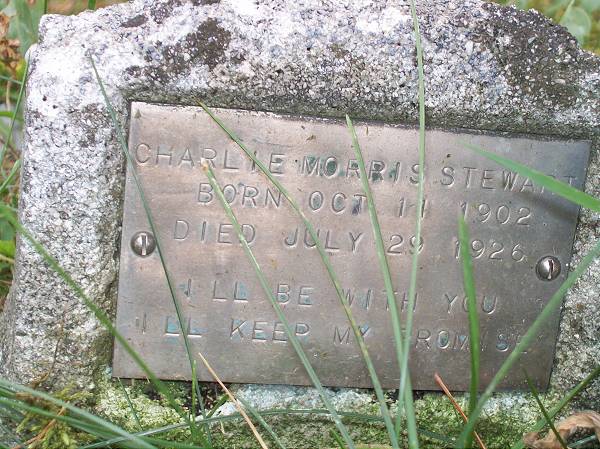 CHARLIE MORRIS STEWART
BORN OCT 11 1902
DIED JULY 29 1926
I LL BE WITH YOU
I LL KEEP MY PROMISE